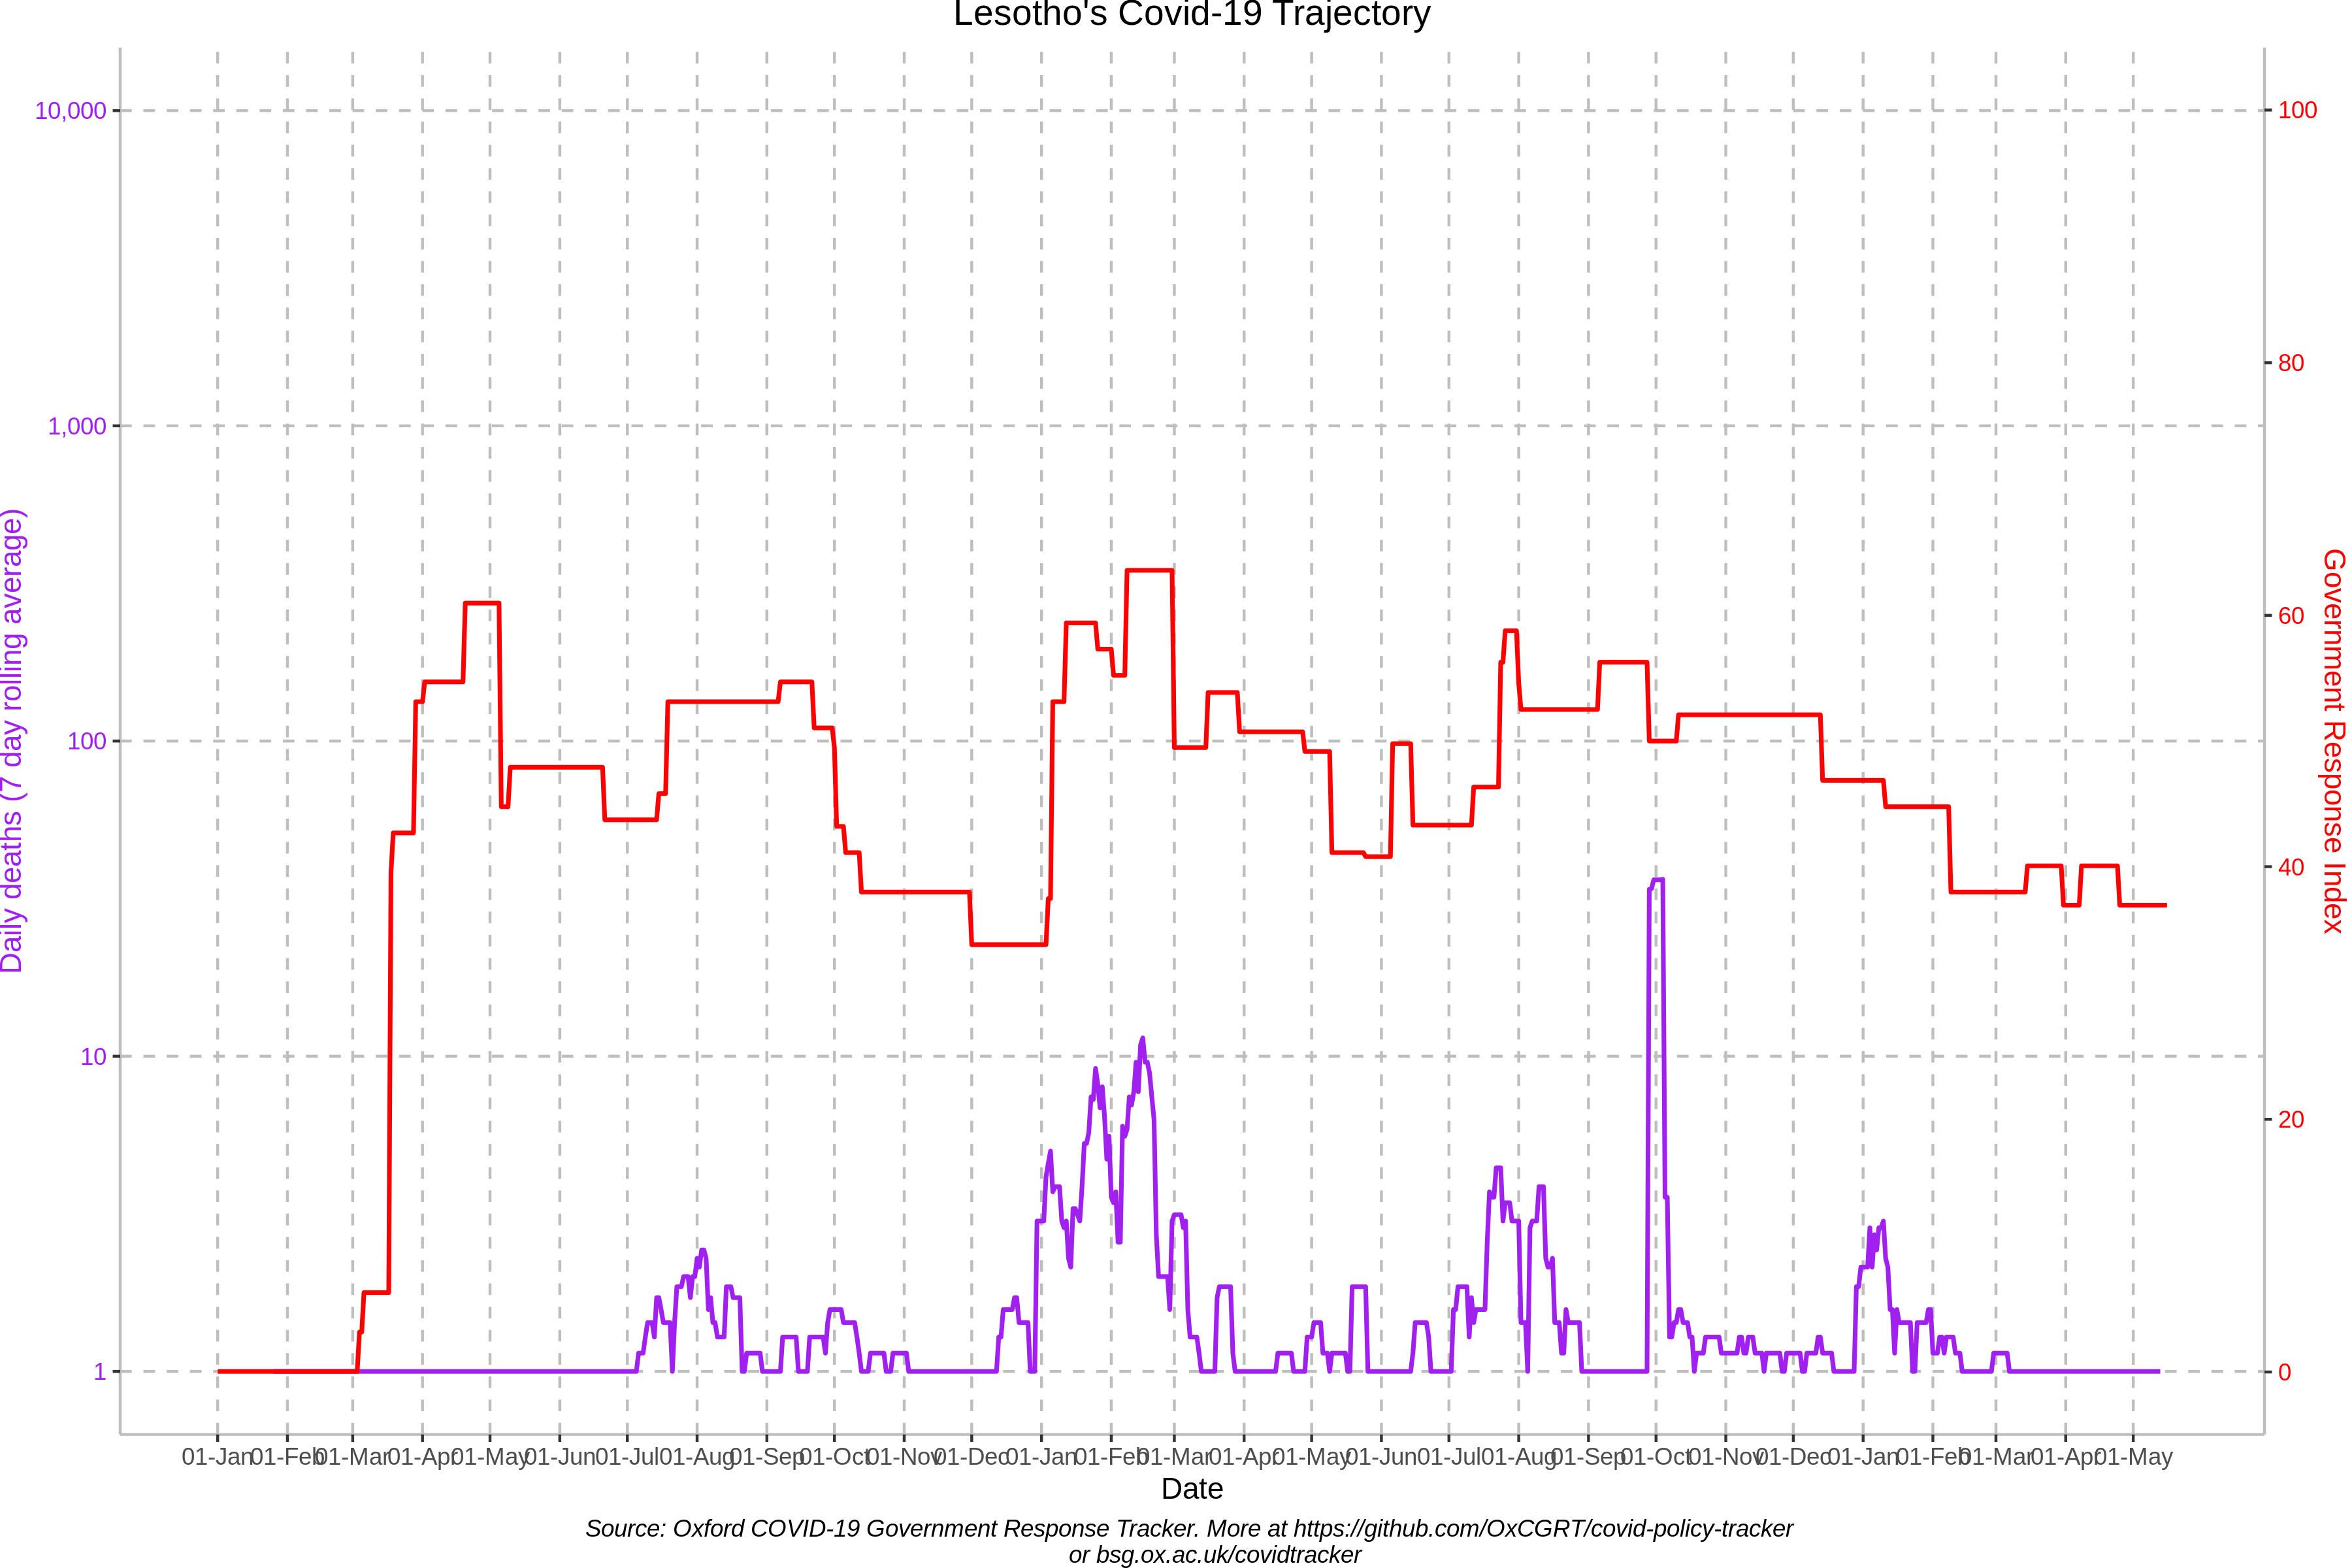 Lesotho's Covid-19 Trajectory
10,000
1,000
100
10
1
Daily deaths (7 day rolling average)
100
80
60
40
20
0
Government Response Index
01-Jan 01-Feb 01-Mar 01-Apr 01-May 01-Jun 01-Jul 01-Aug 01-Sep 01-Oct 01-Nov 01-Dec 01-Jan 01-Feb 01-Mar 01-Apr 01-May 01-Jun 01-Jul 01-Aug 01-Sep 01-Oct 01-Nov 01-Dec 01-Jan 01-Feb 01-Mar 01-Apr 01-May
Date
Source: Oxford COVID-19 Government Response Tracker. More at https://github.com/OxCGRT/covid-policy-tracker
or bsg.ox.ac.uk/covidtracker